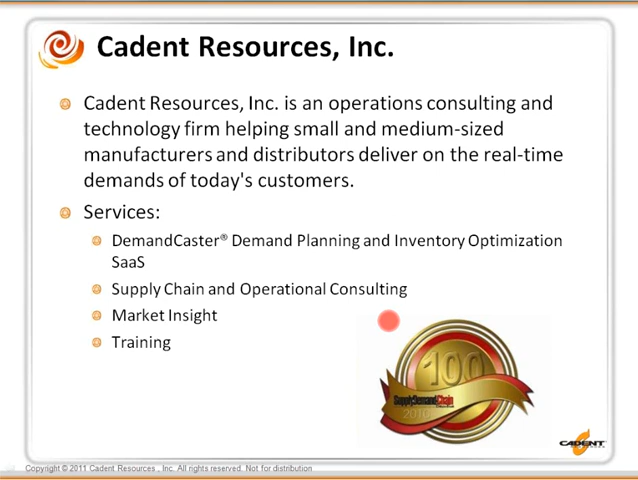 Cadent Resources, Inc.
Cadent Resources, Inc. is an operations consulting and
technology firm helping small and medium-sized
manufacturers and distributors deliver on the real-time
demands of today's customers.
Services:
DemandCaster® Demand Planning and Inventory Optimization
SaaS
Supply Chain and Operational Consulting
Market Insight
Training
100
SupplyDemandChain
2010
CADENT
Copyright © 2011 Cadent Resources , Inc. All rights reserved. Not for distribution